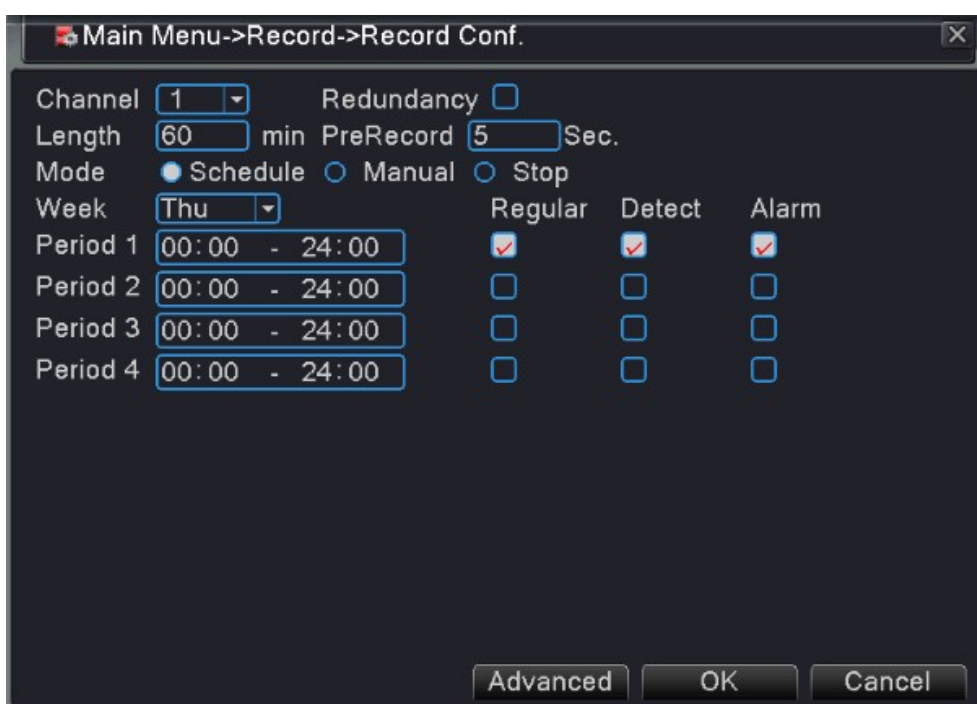 Main Menu->Record->Record Conf.
Channel 1 Redundancy
Length 60 min PreRecord 5 Sec.
Mode Schedule Manual Stop
Week Thu Regular Detect Alarm
Period 1 00:00 - 24:00
Period 2 00:00 - 24:00
Period 3 00:00 - 24:00
Period 4 00:00 - 24:00
Advanced OK Cancel